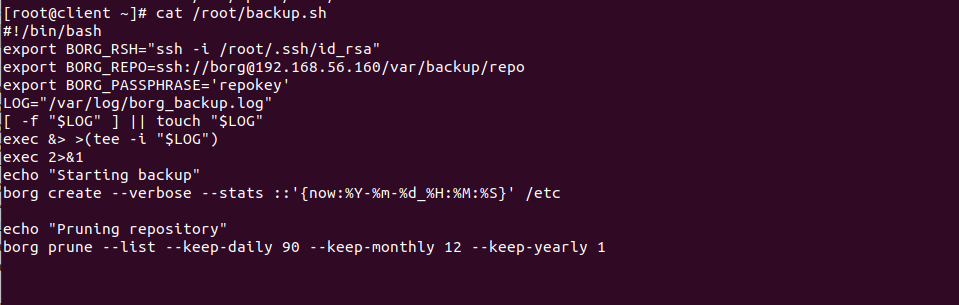 [root@client ~]# cat /root/backup.sh
#!/bin/bash
export BORG_RSH="ssh -i /root/.ssh/id_rsa"
export BORG_REPO=ssh://borg@192.168.56.160/var/backup/repo
export BORG_PASSPHRASE='repokey'
LOG="/var/log/borg_backup.log"
[ -f "$LOG" ] || touch "$LOG"
exec &> >(tee -i "$LOG")
exec 2>&1
echo "Starting backup"
borg create --verbose --stats ::'{now:%Y-%m-%d_%H:%M:%S}' /etc
echo "Pruning repository"
borg prune --list --keep-daily 90 --keep-monthly 12 --keep-yearly 1